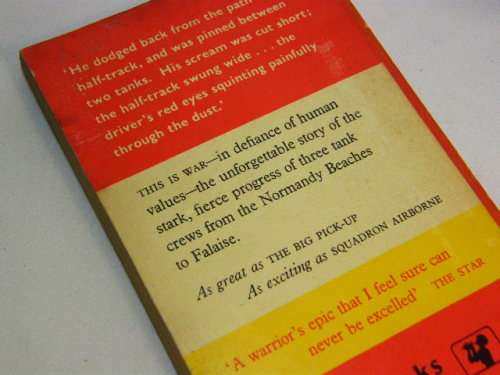 'He dodged back from the path
half-track, and was pinned between
two tanks. His scream was cut short;
the half-track swung wide . . . the
driver's red eyes squinting painfully
through the dust.'
THIS IS WAR—in defiance of human
values—the unforgettable story of the
stark, fierce progress of three tank
crews from the Normandy Beaches
to Falaise.
As great as THE BIG PICK-UP
As exciting as SQUADRON AIRBORNE
'A warrior's epic that I feel sure can
never be excelled' THE STAR
ks